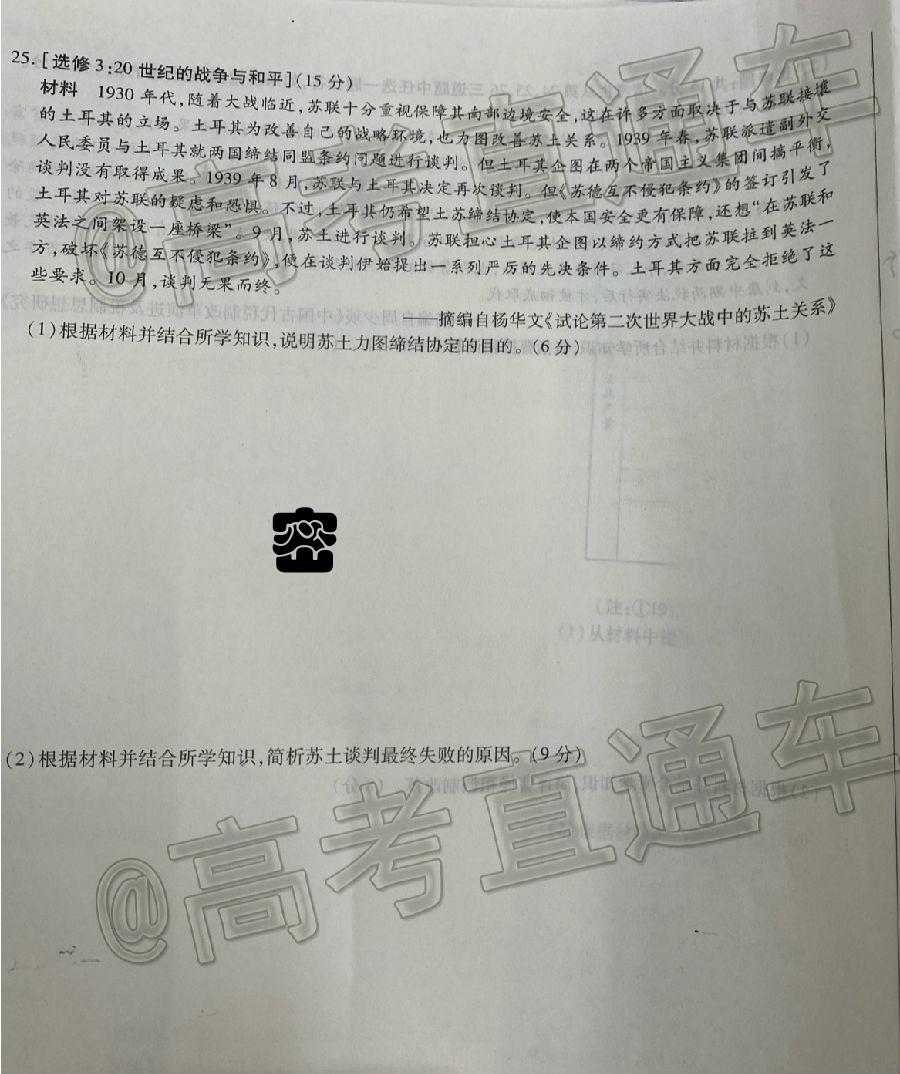 25.[选修3:20世纪的战争与和平](15分)
材料 1930年代,随着大战临近,苏联十分重视保障其南部边境安全,这在许多方面取决于与苏联接壤
的土耳其的立场。土耳其为改善自己的战略环境,也力图改善苏土关系。1939年春,苏联派遣副外交
人民委员与土耳其就两国缔结同盟条约问题进行谈判。但土耳其企图在两个帝国主义集团间搞平衡,
谈判没有取得成果。1939年8月,苏联与土耳其决定再次谈判。但《苏德互不侵犯条约》的签订引发了
土耳其对苏联的疑虑和恐惧。不过,土耳其仍希望土苏缔结协定,使本国安全更有保障,还想“在苏联和
英法之间架设一座桥梁”。9月,苏土进行谈判。苏联担心土耳其企图以缔约方式把苏联拉到英法一
方,破坏《苏德互不侵犯条约》,便在谈判伊始提出一系列严厉的先决条件。土耳其方面完全拒绝了这
些要求。10月,谈判无果而终。
——摘编自杨华文《试论第二次世界大战中的苏土关系》
(1)根据材料并结合所学知识,说明苏土力图缔结协定的目的。(6分)
密
(2)根据材料并结合所学知识,简析苏土谈判最终失败的原因。(9分)
@高考直通车
@高考直通车